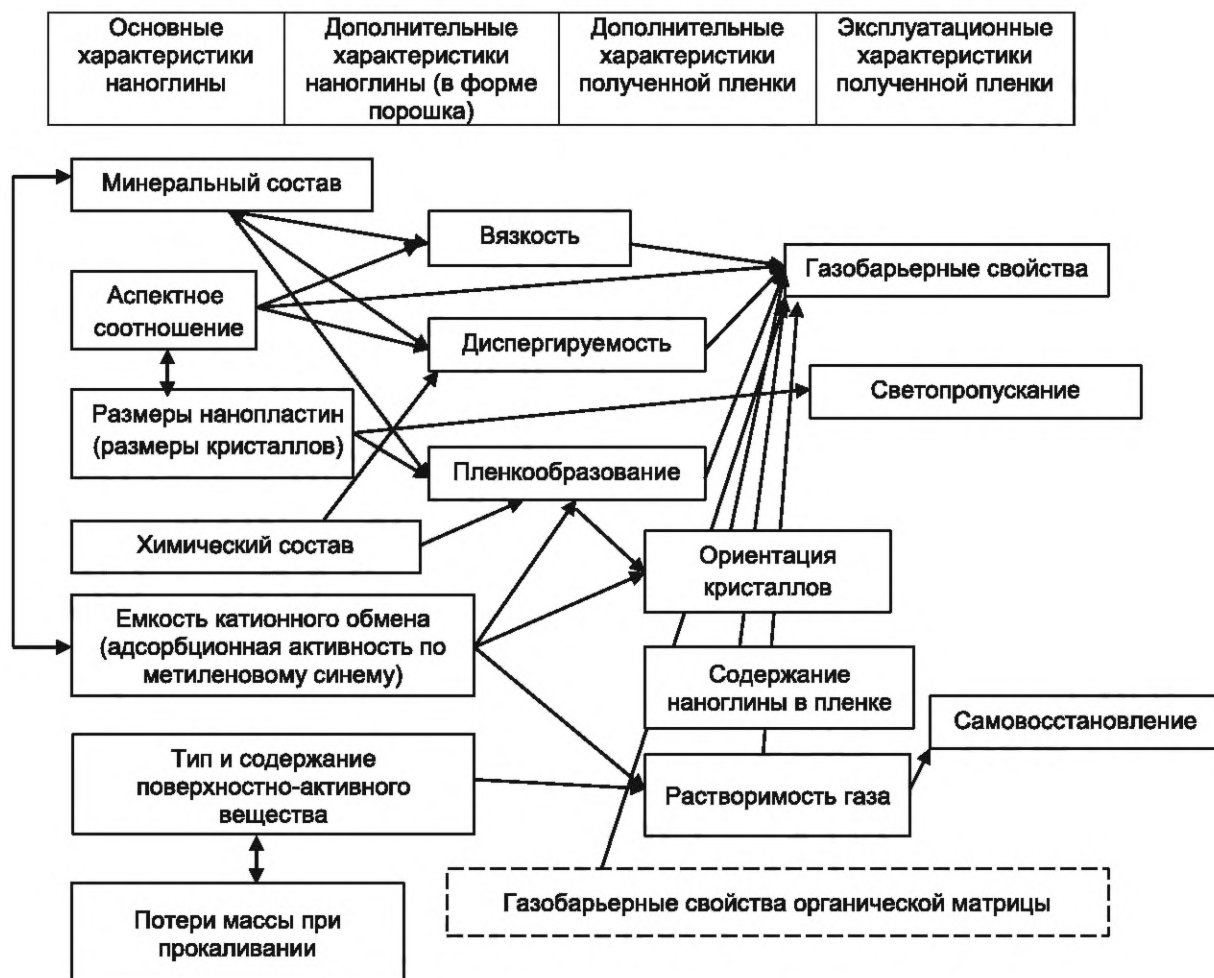 Основные
характеристики
наноглины
Дополнительные
характеристики
наноглины (в форме
порошка)
Дополнительные
характеристики
полученной пленки
Эксплуатационные
характеристики
полученной пленки
Минеральный состав
Вязкость
Газобарьерные свойства
Аспектное
соотношение
Диспергируемость
Светопропускание
Размеры нанопластин
(размеры кристаллов)
Пленкообразование
Химический состав
Ориентация
кристаллов
Емкость катионного обмена
(адсорбционная активность по
метиленовому синему)
Содержание
наноглины в пленке
Самовосстановление
Тип и содержание
поверхностно-активного
вещества
Растворимость газа
Газобарьерные свойства органической матрицы
Потери массы при
прокаливании